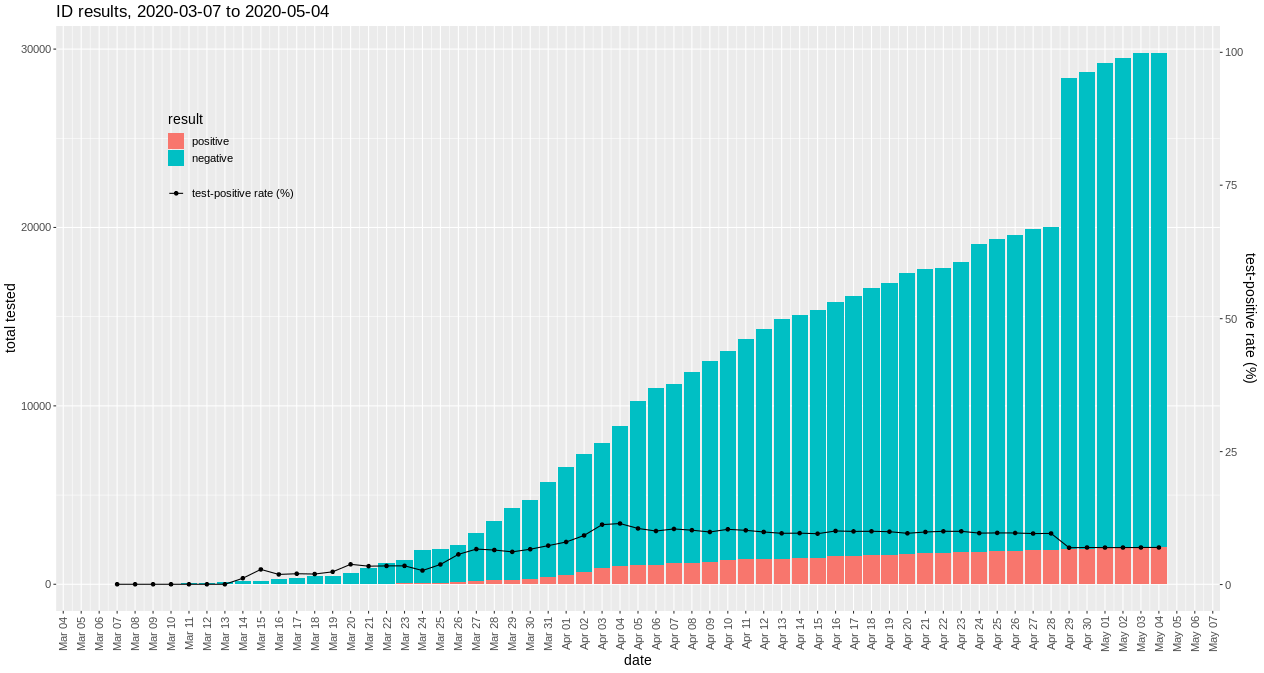 ID results, 2020-03-07 to 2020-05-04
30000
20000
10000
0
total tested
result
positive
negative
test-positive rate (%)
100
75
50
25
0
test-positive rate (%)
Mar 04
Mar 05
Mar 06
Mar 07
Mar 08
Mar 09
Mar 10
Mar 11
Mar 12
Mar 13
Mar 14
Mar 15
Mar 16
Mar 17
Mar 18
Mar 19
Mar 20
Mar 21
Mar 22
Mar 23
Mar 24
Mar 25
Mar 26
Mar 27
Mar 28
Mar 29
Mar 30
Mar 31
Apr 01
Apr 02
Apr 03
Apr 04
Apr 05
Apr 06
Apr 07
Apr 08
Apr 09
Apr 10
Apr 11
Apr 12
Apr 13
Apr 14
Apr 15
Apr 16
Apr 17
Apr 18
Apr 19
Apr 20
Apr 21
Apr 22
Apr 23
Apr 24
Apr 25
Apr 26
Apr 27
Apr 28
Apr 29
Apr 30
May 01
May 02
May 03
May 04
May 05
May 06
May 07
date